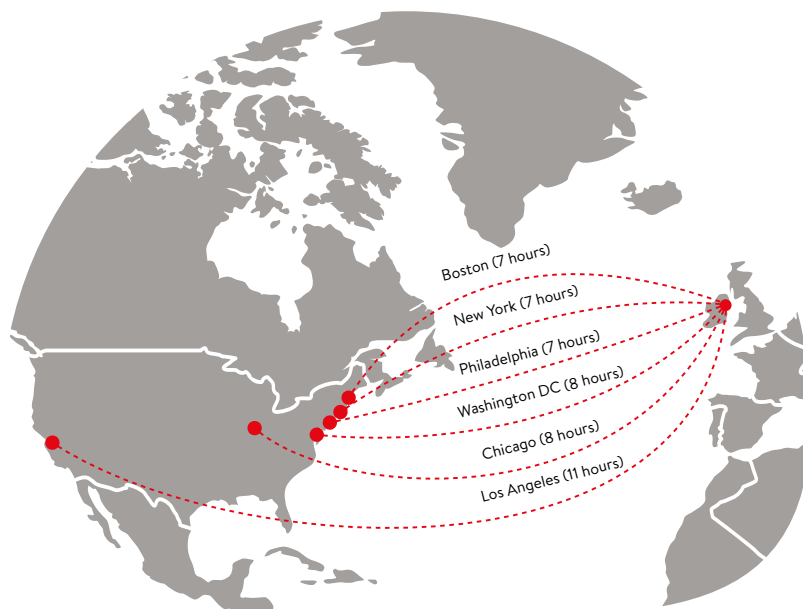 Boston (7 hours)
New York (7 hours)
Philadelphia (7 hours)
Washington DC (8 hours)
Chicago (8 hours)
Los Angeles (11 hours)